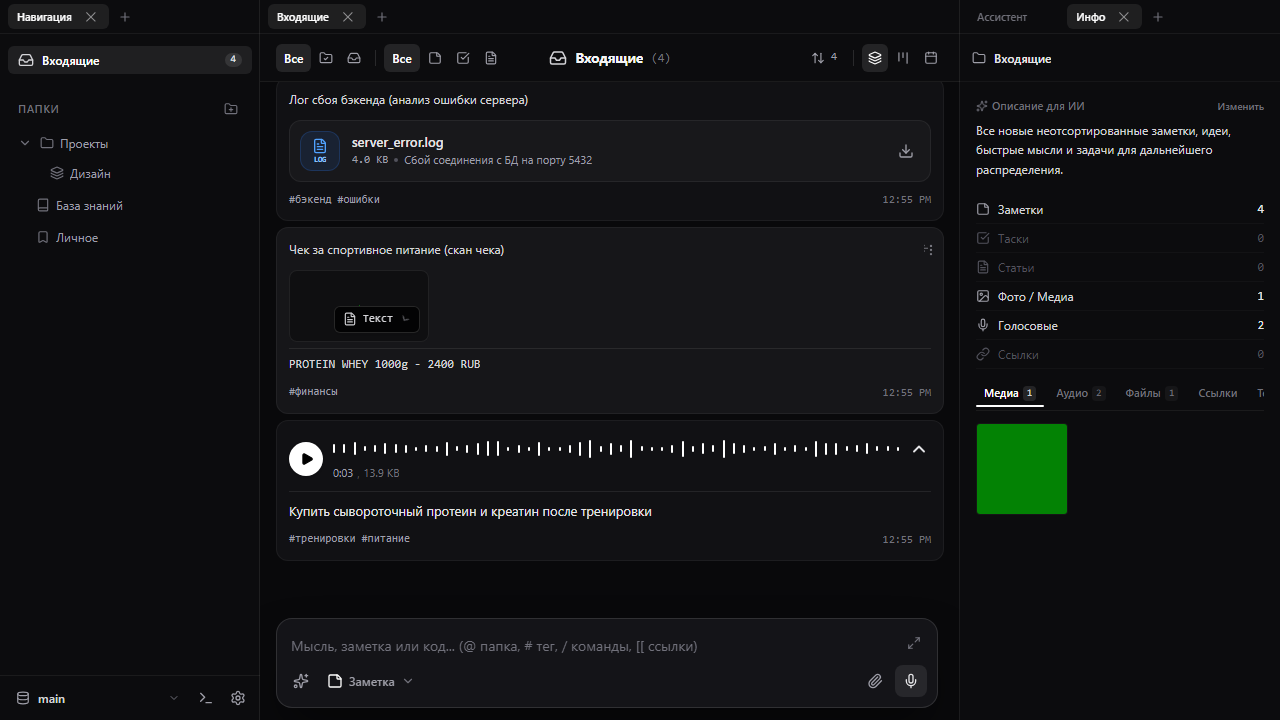 Навигация
Входящие
Ассистент
Инфо
Входящие
4
Все
Все
Входящие (4)
4
Входящие
ПАПКИ
Проекты
Дизайн
База знаний
Личное
Лог сбоя бэкенда (анализ ошибки сервера)
LOG
server_error.log
4.0 KB • Сбой соединения с БД на порту 5432
#бэкенд #ошибки
12:55 PM
Чек за спортивное питание (скан чека)
Текст
PROTEIN WHEY 1000g - 2400 RUB
#финансы
12:55 PM
0:03 , 13.9 KB
Купить сывороточный протеин и креатин после тренировки
#тренировки #питание
12:55 PM
Мысль, заметка или код... (@ папка, # тег, / команды, [[ ссылки)
Заметка
main
Описание для ИИ
Изменить
Все новые неотсортированные заметки, идеи,
быстрые мысли и задачи для дальнейшего
распределения.
Заметки 4
Таски 0
Статьи 0
Фото / Медиа 1
Голосовые 2
Ссылки 0
Медиа 1
Аудио 2
Файлы 1
Ссылки